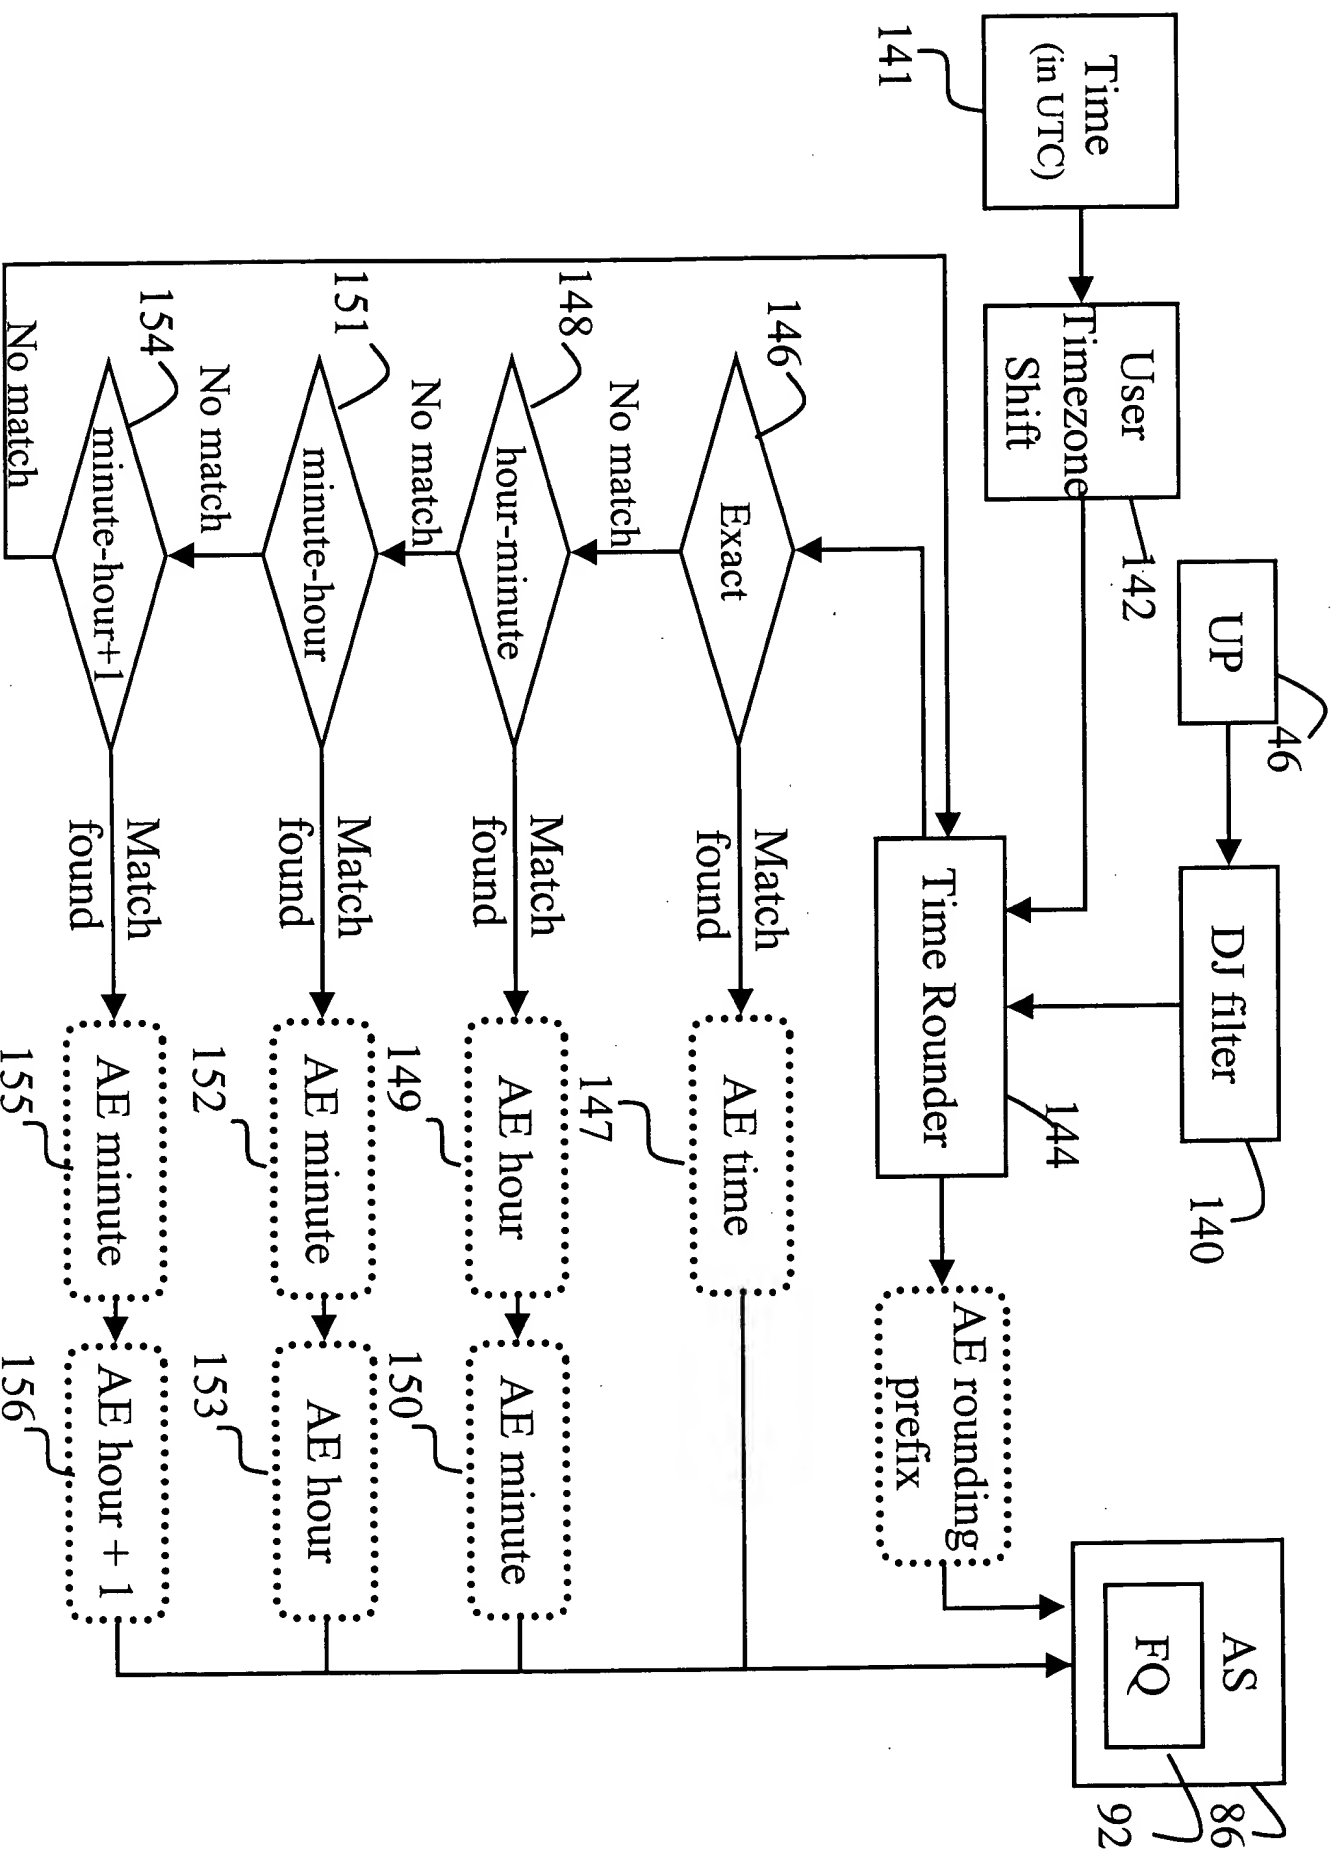 UP
46
DJ filter
140
AS
FQ
86
92
Time
(in UTC)
141
User
Timezone
Shift
142
Time Rounder
144
AE rounding
prefix
146
Exact
Match
found
AE time
147
No match
148
hour-minute
Match
found
AE hour
149
AE minute
150
No match
151
minute-hour
Match
found
AE minute
152
AE hour
153
No match
154
minute-hour+1
Match
found
AE minute
155
AE hour + 1
156
No match